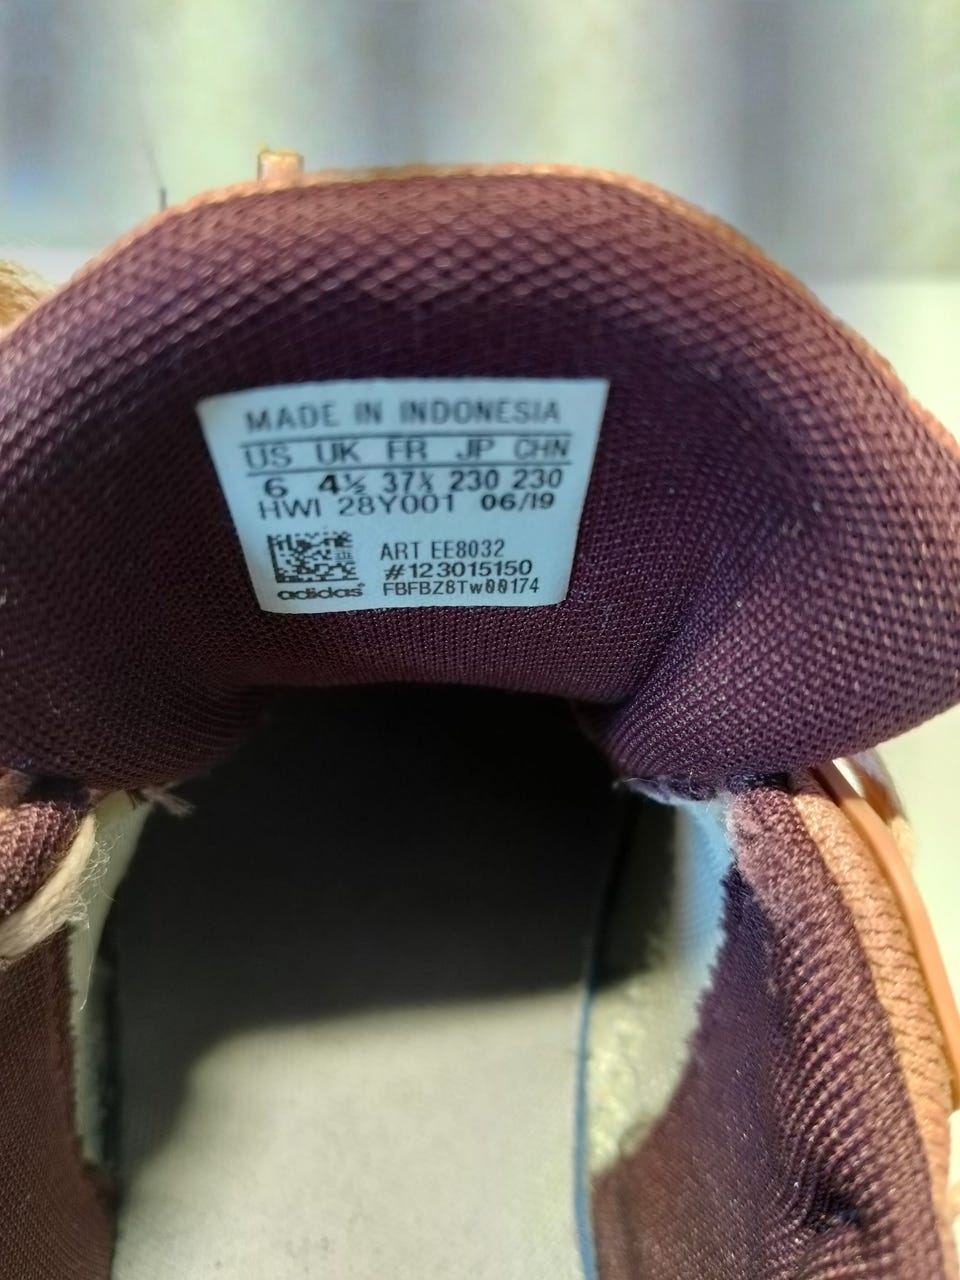 MADE IN INDONESIA
US UK FR JP CHN
6 4½ 37⅓ 230 230
HWI 28Y001 06/19
ART EE8032
#123015150
adidas® FBFBZ8Tw00174